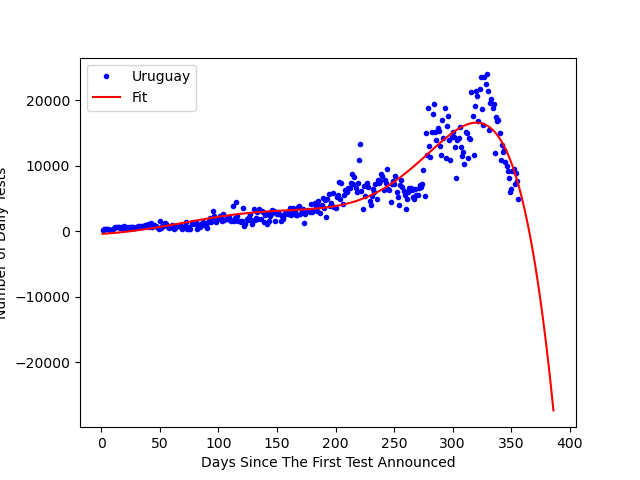 Uruguay
Fit
20000
10000
0
−10000
−20000
Number of Daily Tests
0 50 100 150 200 250 300 350 400
Days Since The First Test Announced